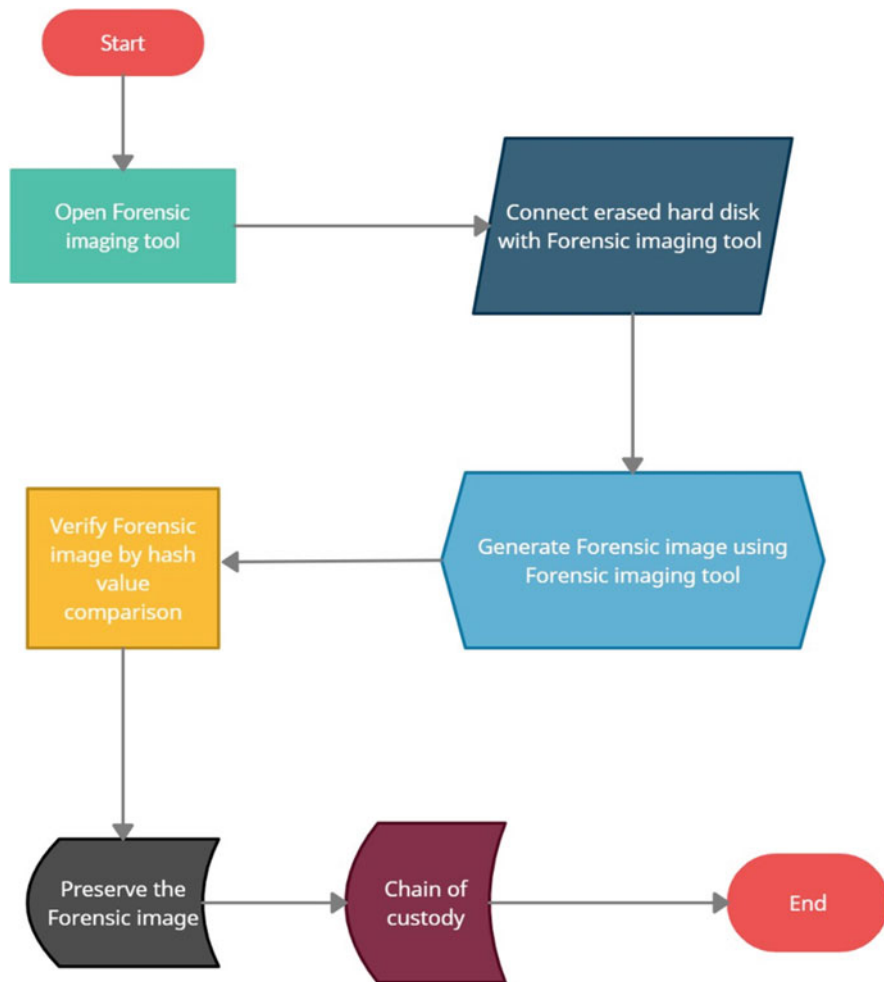 Start
Open Forensic
imaging tool
Connect erased hard disk
with Forensic imaging tool
Generate Forensic image using
Forensic imaging tool
Verify Forensic
image by hash
value
comparison
Preserve the
Forensic image
Chain of
custody
End